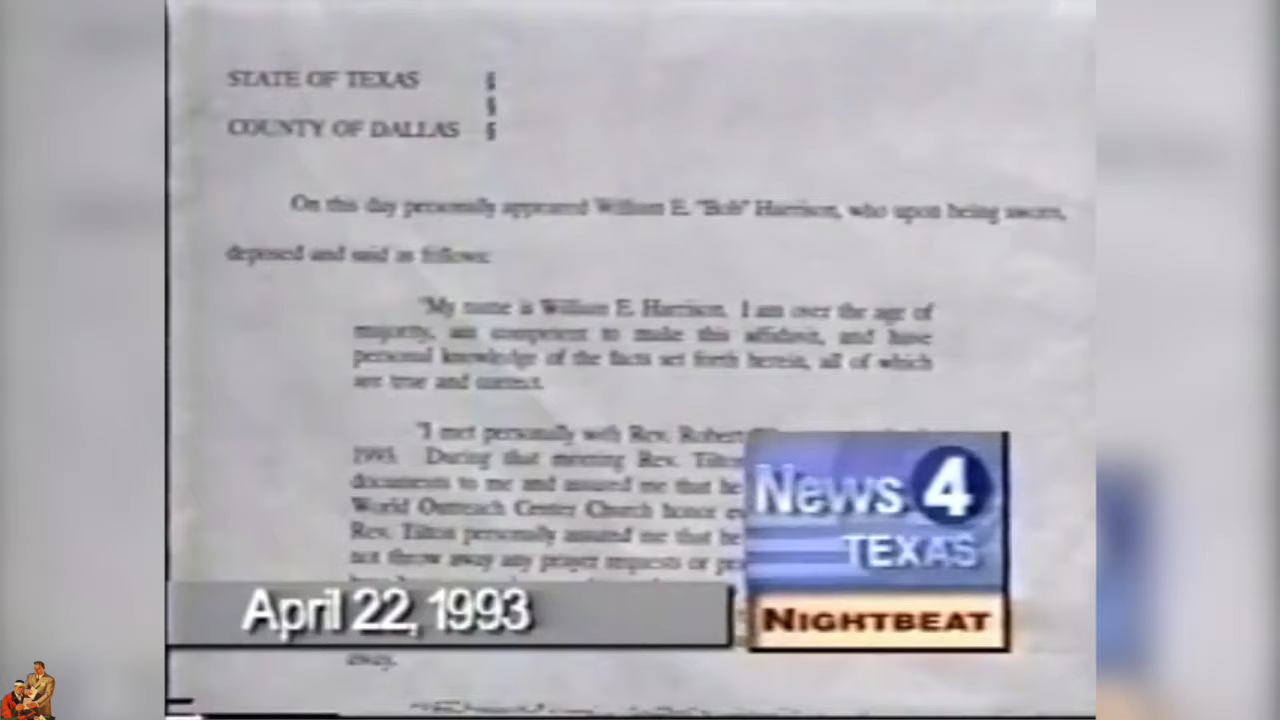 STATE OF TEXAS §
§
COUNTY OF DALLAS §
On this day personally appeared William E. "Bob" Harrison, who upon being sworn,
deposed and said as follows:
"My name is William E. Harrison. I am over the age of
majority, am competent to make this affidavit, and have
personal knowledge of the facts set forth herein, all of which
are true and correct.
"I met personally with Rev. Robert
1993. During that meeting Rev. Tilton
documents to me and assured me that he
World Outreach Center Church honor
Rev. Tilton personally assured me that he
not throw away any prayer requests or
away.
News 4
TEXAS
NIGHTBEAT
April 22, 1993